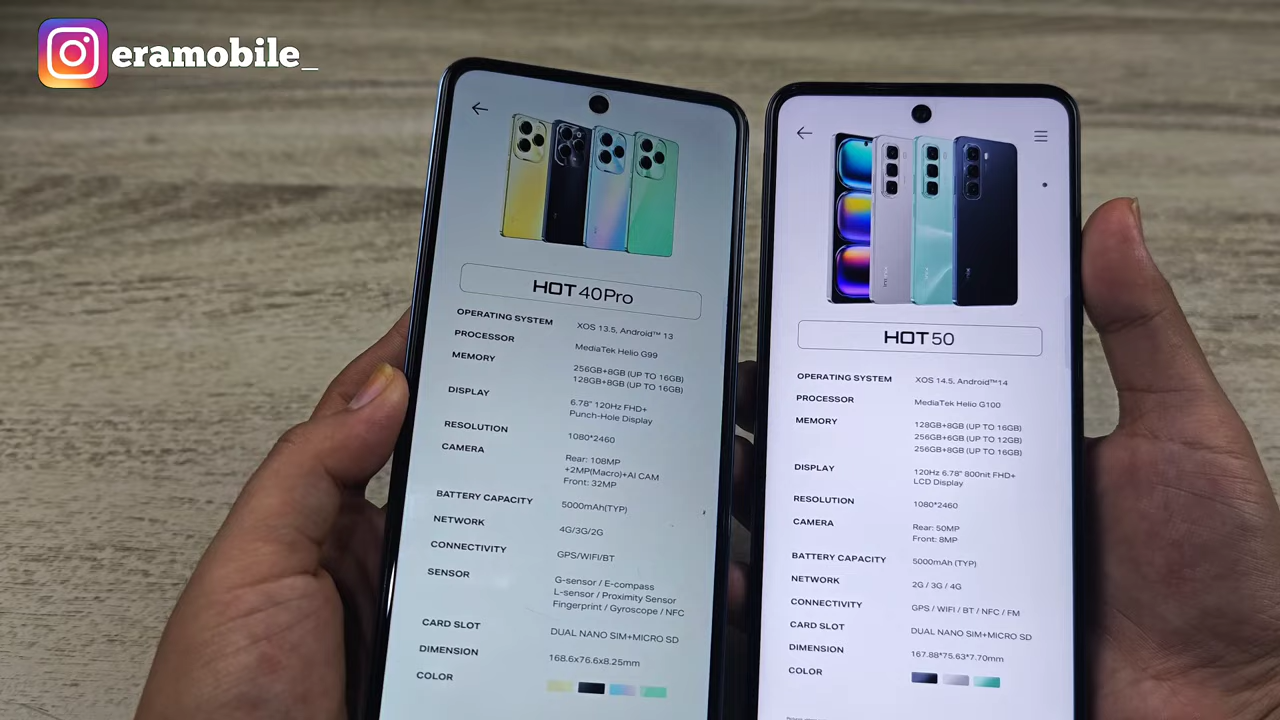 eramobile_
HOT 40Pro
OPERATING SYSTEM XOS 13.5, Android™ 13
PROCESSOR MediaTek Helio G99
MEMORY 256GB+8GB (UP TO 16GB)
128GB+8GB (UP TO 16GB)
DISPLAY 6.78" 120Hz FHD+
Punch-Hole Display
RESOLUTION 1080*2460
CAMERA Rear: 108MP
+2MP(Macro)+AI CAM
Front: 32MP
BATTERY CAPACITY 5000mAh(TYP)
NETWORK 4G/3G/2G
CONNECTIVITY GPS/WIFI/BT
SENSOR G-sensor / E-compass
L-sensor / Proximity Sensor
Fingerprint / Gyroscope / NFC
CARD SLOT DUAL NANO SIM+MICRO SD
DIMENSION 168.6x76.6x8.25mm
COLOR
HOT 50
OPERATING SYSTEM XOS 14.5, Android™14
PROCESSOR MediaTek Helio G100
MEMORY 128GB+8GB (UP TO 16GB)
256GB+6GB (UP TO 12GB)
256GB+8GB (UP TO 16GB)
DISPLAY 120Hz 6.78" 800nit FHD+
LCD Display
RESOLUTION 1080*2460
CAMERA Rear: 50MP
Front: 8MP
BATTERY CAPACITY 5000mAh (TYP)
NETWORK 2G / 3G / 4G
CONNECTIVITY GPS / WIFI / BT / NFC / FM
CARD SLOT DUAL NANO SIM+MICRO SD
DIMENSION 167.88*75.63*7.70mm
COLOR